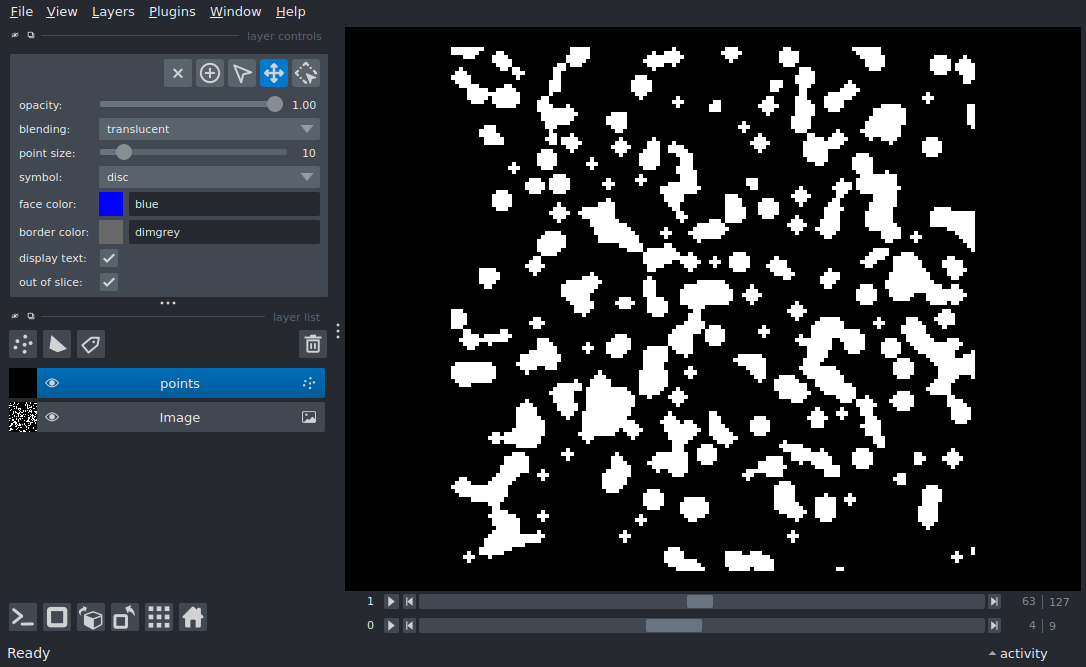 File View Layers Plugins Window Help
layer controls
opacity: 1.00
blending: translucent
point size: 10
symbol: disc
face color: blue
border color: dimgrey
display text:
out of slice:
layer list
points
Image
1 63 127
0 4 9
Ready activity